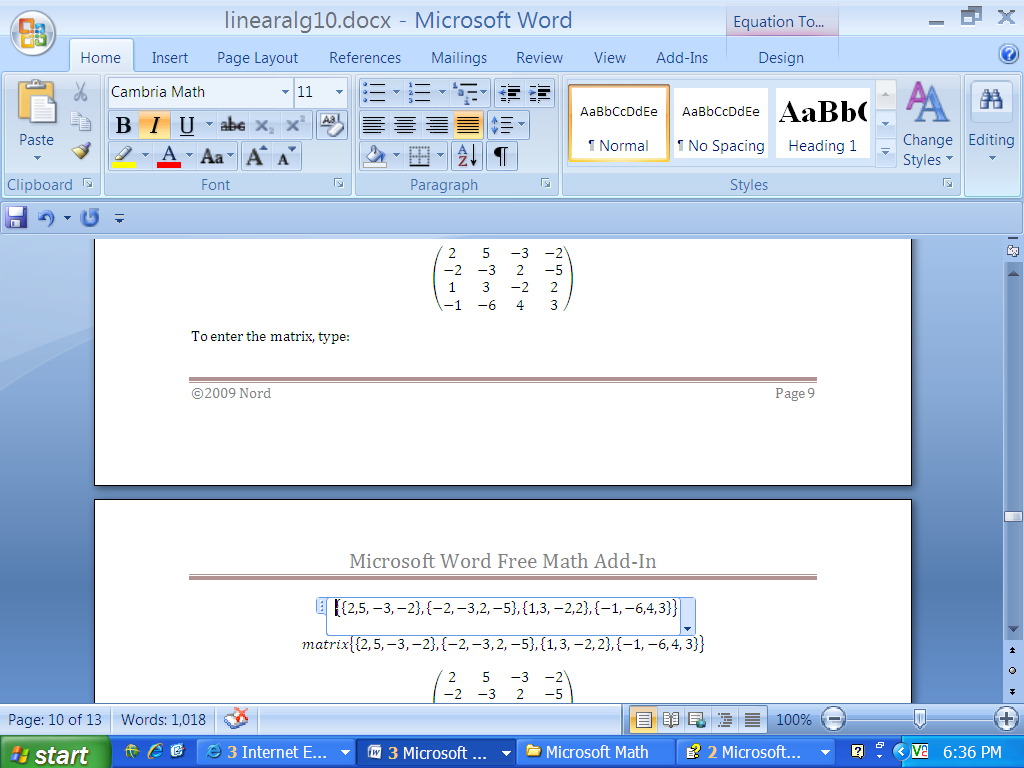 linearalg10.docx - Microsoft Word
Equation To...
Home Insert Page Layout References Mailings Review View Add-Ins Design
Cambria Math 11
AaBbCcDdEe AaBbCcDdEe AaBb(
Paste B I U abe X₂ X² Aa A A
¶ Normal ¶ No Spacing Heading 1
Change Styles
Editing
Clipboard Font Paragraph Styles
2 5 −3 −2
−2 −3 2 −5
1 3 −2 2
−1 −6 4 3
To enter the matrix, type:
©2009 Nord Page 9
Microsoft Word Free Math Add-In
{{2,5, −3, −2}, {−2, −3,2, −5}, {1,3, −2,2}, {−1, −6,4,3}}
matrix{{2, 5, −3, −2}, {−2, −3, 2, −5}, {1, 3, −2, 2}, {−1, −6, 4, 3}}
2 5 −3 −2
−2 −3 2 −5
Page: 10 of 13 Words: 1,018 100%
start 3 Internet E... 3 Microsoft ... Microsoft Math 2 Microsoft... 6:36 PM